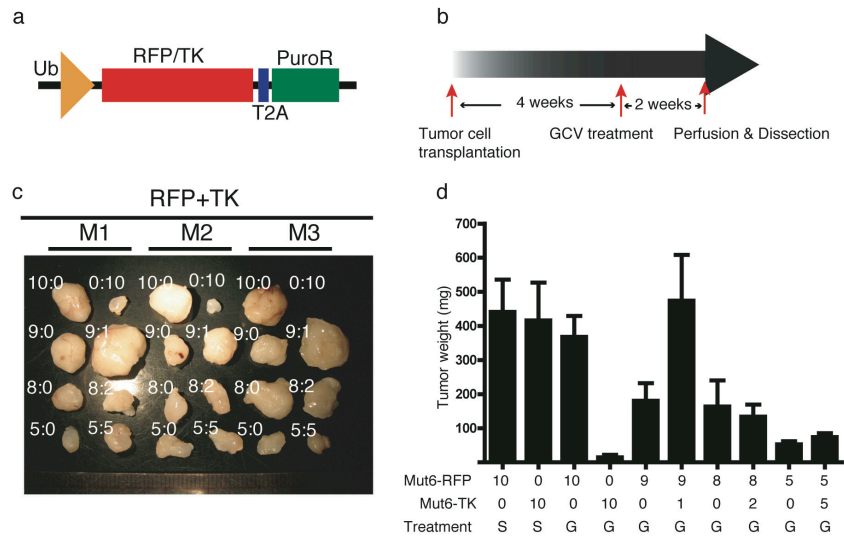 a
Ub
RFP/TK
PuroR
T2A
b
4 weeks
2 weeks
Tumor cell
transplantation
GCV treatment
Perfusion & Dissection
c
RFP+TK
M1 M2 M3
10:0 0:10 10:0 0:10 10:0 0:10
9:0 9:1 9:0 9:1 9:0 9:1
8:0 8:2 8:0 8:2 8:0 8:2
5:0 5:5 5:0 5:5 5:0 5:5
d
Tumor weight (mg)
700
600
500
400
300
200
100
Mut6-RFP 10 0 10 0 9 9 8 8 5 5
Mut6-TK 0 10 0 10 0 1 0 2 0 5
Treatment S S G G G G G G G G